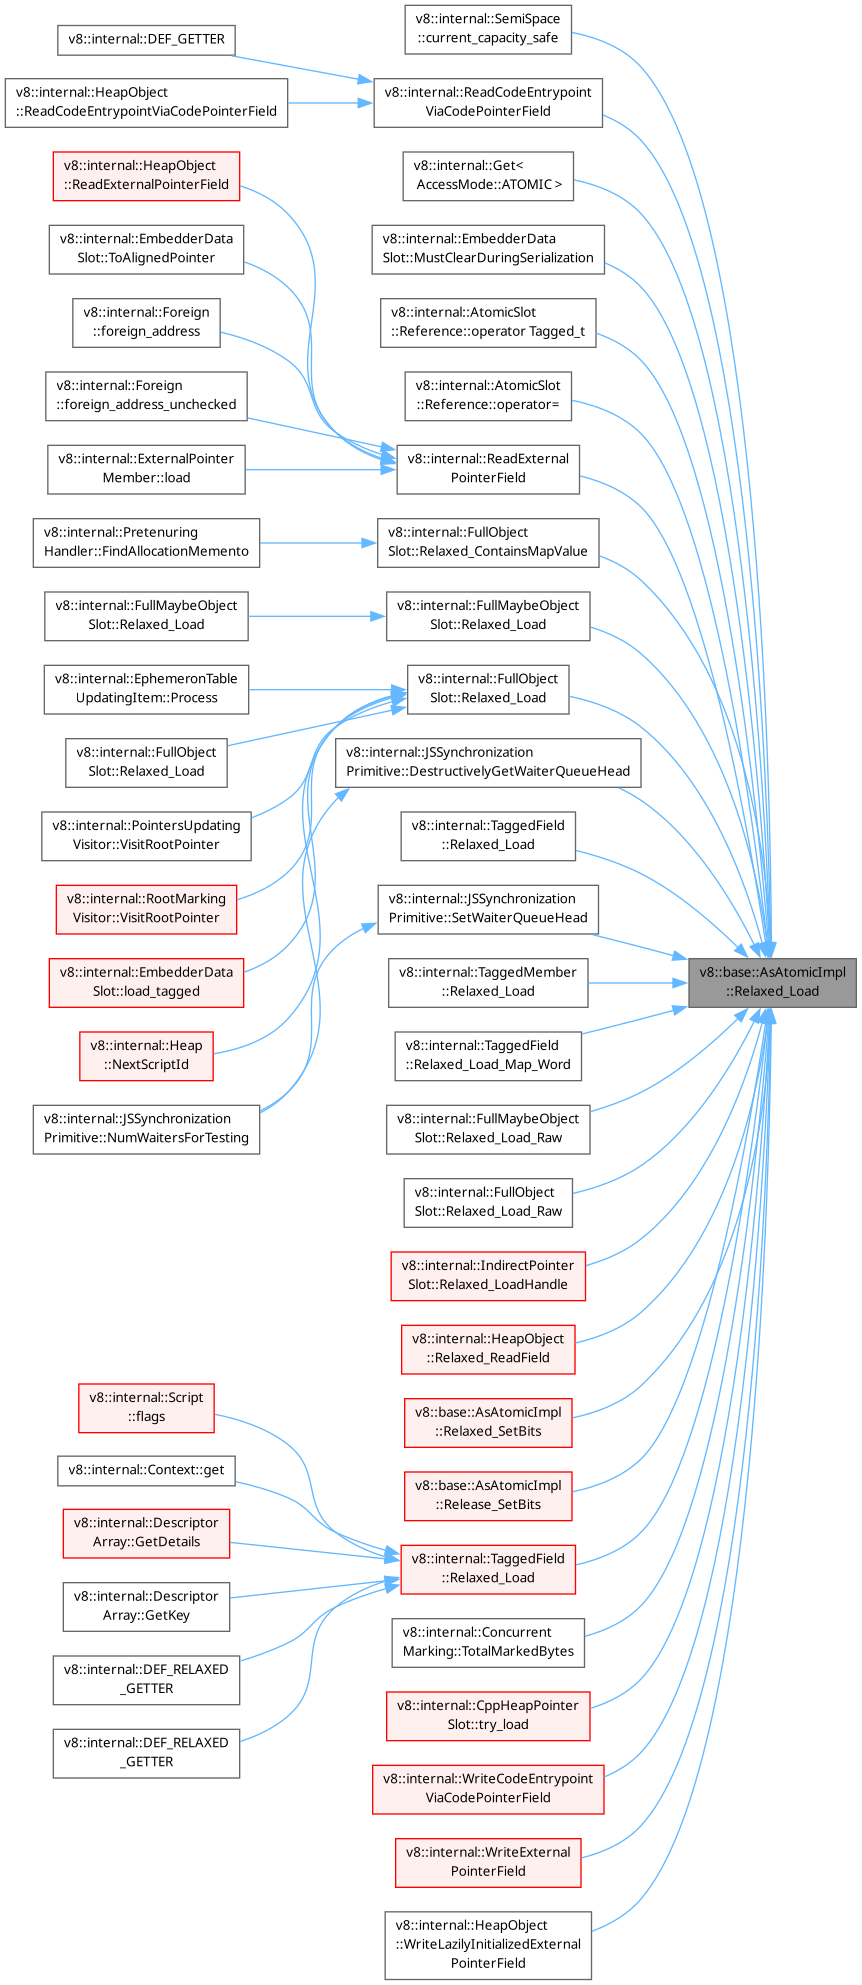 v8::internal::SemiSpace
::current_capacity_safe
v8::internal::DEF_GETTER
v8::internal::HeapObject
::ReadCodeEntrypointViaCodePointerField
v8::internal::ReadCodeEntrypoint
ViaCodePointerField
v8::internal::HeapObject
::ReadExternalPointerField
v8::internal::Get<
AccessMode::ATOMIC >
v8::internal::EmbedderData
Slot::ToAlignedPointer
v8::internal::EmbedderData
Slot::MustClearDuringSerialization
v8::internal::Foreign
::foreign_address
v8::internal::AtomicSlot
::Reference::operator Tagged_t
v8::internal::Foreign
::foreign_address_unchecked
v8::internal::AtomicSlot
::Reference::operator=
v8::internal::ExternalPointer
Member::load
v8::internal::ReadExternal
PointerField
v8::internal::Pretenuring
Handler::FindAllocationMemento
v8::internal::FullObject
Slot::Relaxed_ContainsMapValue
v8::internal::FullMaybeObject
Slot::Relaxed_Load
v8::internal::FullMaybeObject
Slot::Relaxed_Load
v8::internal::EphemeronTable
UpdatingItem::Process
v8::internal::FullObject
Slot::Relaxed_Load
v8::internal::FullObject
Slot::Relaxed_Load
v8::internal::JSSynchronization
Primitive::DestructivelyGetWaiterQueueHead
v8::internal::PointersUpdating
Visitor::VisitRootPointer
v8::internal::TaggedField
::Relaxed_Load
v8::internal::RootMarking
Visitor::VisitRootPointer
v8::internal::JSSynchronization
Primitive::SetWaiterQueueHead
v8::internal::EmbedderData
Slot::load_tagged
v8::internal::TaggedMember
::Relaxed_Load
v8::base::AsAtomicImpl
::Relaxed_Load
v8::internal::Heap
::NextScriptId
v8::internal::TaggedField
::Relaxed_Load_Map_Word
v8::internal::JSSynchronization
Primitive::NumWaitersForTesting
v8::internal::FullMaybeObject
Slot::Relaxed_Load_Raw
v8::internal::FullObject
Slot::Relaxed_Load_Raw
v8::internal::IndirectPointer
Slot::Relaxed_LoadHandle
v8::internal::HeapObject
::Relaxed_ReadField
v8::internal::Script
::flags
v8::base::AsAtomicImpl
::Relaxed_SetBits
v8::internal::Context::get
v8::base::AsAtomicImpl
::Release_SetBits
v8::internal::Descriptor
Array::GetDetails
v8::internal::TaggedField
::Relaxed_Load
v8::internal::Descriptor
Array::GetKey
v8::internal::Concurrent
Marking::TotalMarkedBytes
v8::internal::DEF_RELAXED
_GETTER
v8::internal::CppHeapPointer
Slot::try_load
v8::internal::DEF_RELAXED
_GETTER
v8::internal::WriteCodeEntrypoint
ViaCodePointerField
v8::internal::WriteExternal
PointerField
v8::internal::HeapObject
::WriteLazilyInitializedExternal
PointerField